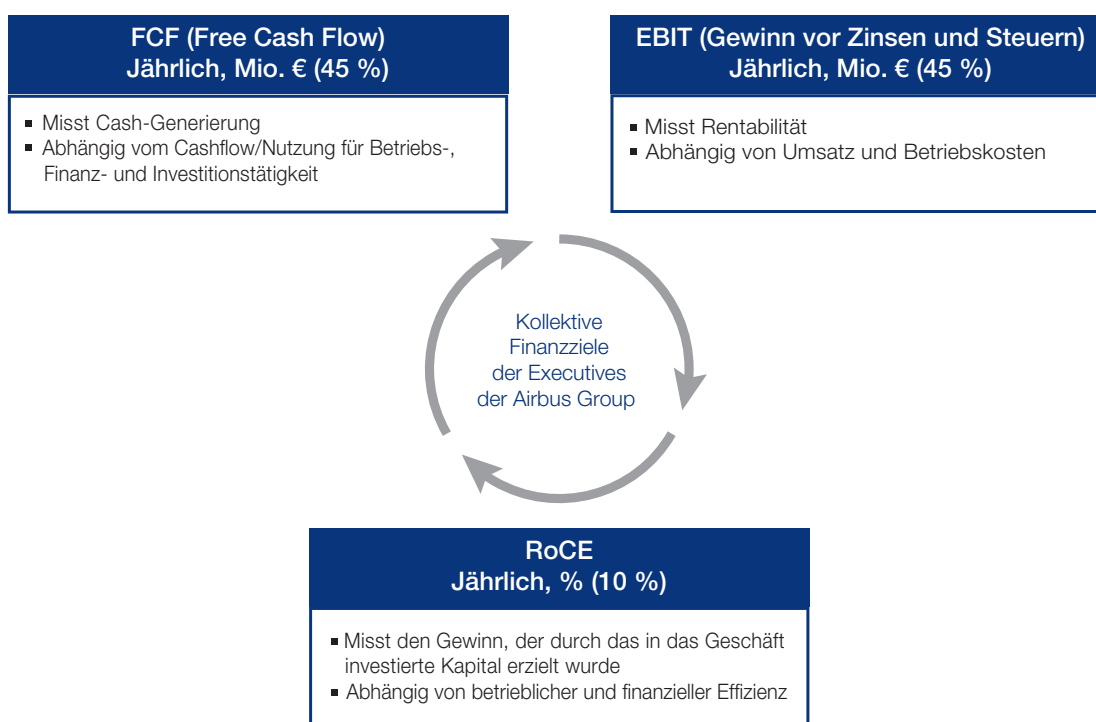 FCF (Free Cash Flow)
Jährlich, Mio. € (45 %)
▪ Misst Cash-Generierung
▪ Abhängig vom Cashflow/Nutzung für Betriebs-,
Finanz- und Investitionstätigkeit
EBIT (Gewinn vor Zinsen und Steuern)
Jährlich, Mio. € (45 %)
▪ Misst Rentabilität
▪ Abhängig von Umsatz und Betriebskosten
Kollektive
Finanzziele
der Executives
der Airbus Group
RoCE
Jährlich, % (10 %)
▪ Misst den Gewinn, der durch das in das Geschäft
investierte Kapital erzielt wurde
▪ Abhängig von betrieblicher und finanzieller Effizienz